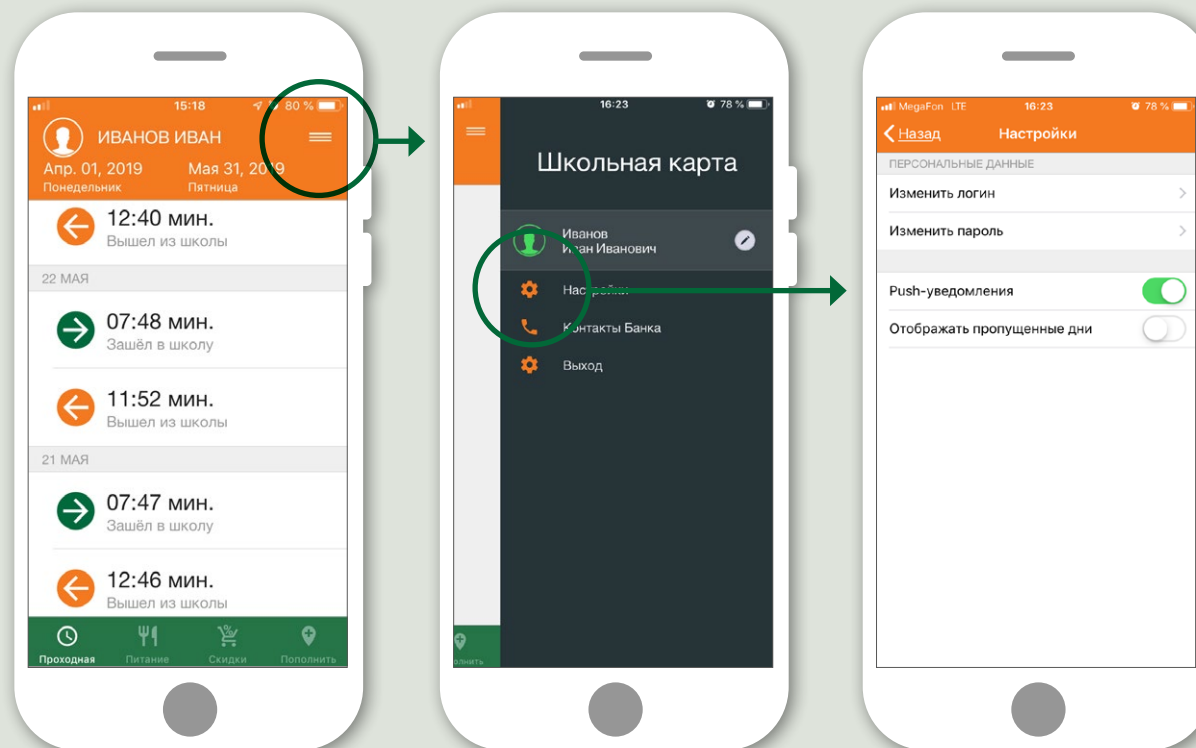 15:18
80 %
ИВАНОВ ИВАН
Апр. 01, 2019
Мая 31, 2019
Понедельник
Пятница
12:40 мин.
Вышел из школы
22 МАЯ
07:48 мин.
Зашёл в школу
11:52 мин.
Вышел из школы
21 МАЯ
07:47 мин.
Зашёл в школу
12:46 мин.
Вышел из школы
Проходная
Питание
Скидки
Пополнить
16:23
78 %
Школьная карта
Иванов
Иван Иванович
Настройки
Контакты Банка
Выход
олнить
MegaFon LTE
16:23
78 %
Назад
Настройки
ПЕРСОНАЛЬНЫЕ ДАННЫЕ
Изменить логин
Изменить пароль
Push-уведомления
Отображать пропущенные дни